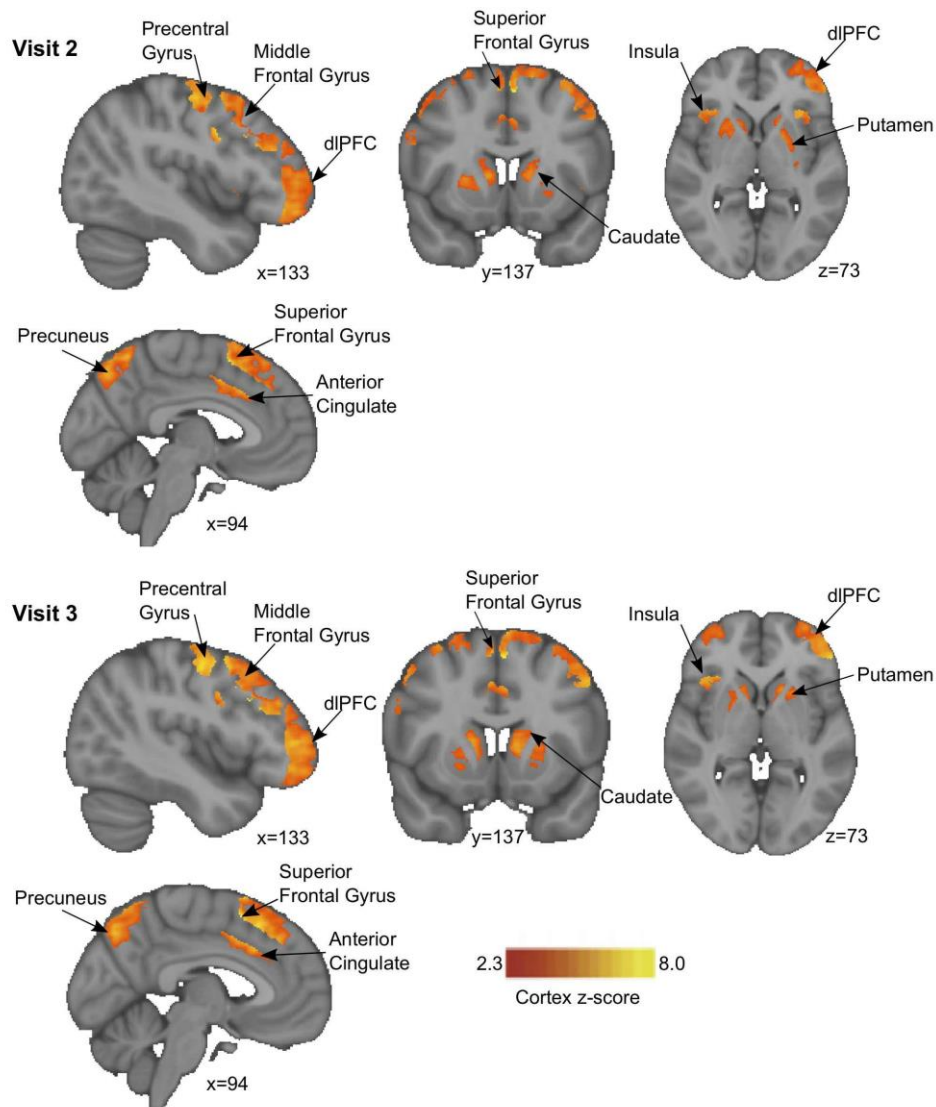 Visit 2
Precentral
Gyrus
Middle
Frontal Gyrus
dlPFC
x=133
Superior
Frontal Gyrus
Caudate
y=137
Insula
dlPFC
Putamen
z=73
Precuneus
Superior
Frontal Gyrus
Anterior
Cingulate
x=94
Visit 3
Precentral
Gyrus
Middle
Frontal Gyrus
dlPFC
x=133
Superior
Frontal Gyrus
Caudate
y=137
Insula
dlPFC
Putamen
z=73
Precuneus
Superior
Frontal Gyrus
Anterior
Cingulate
x=94
2.3 8.0
Cortex z-score